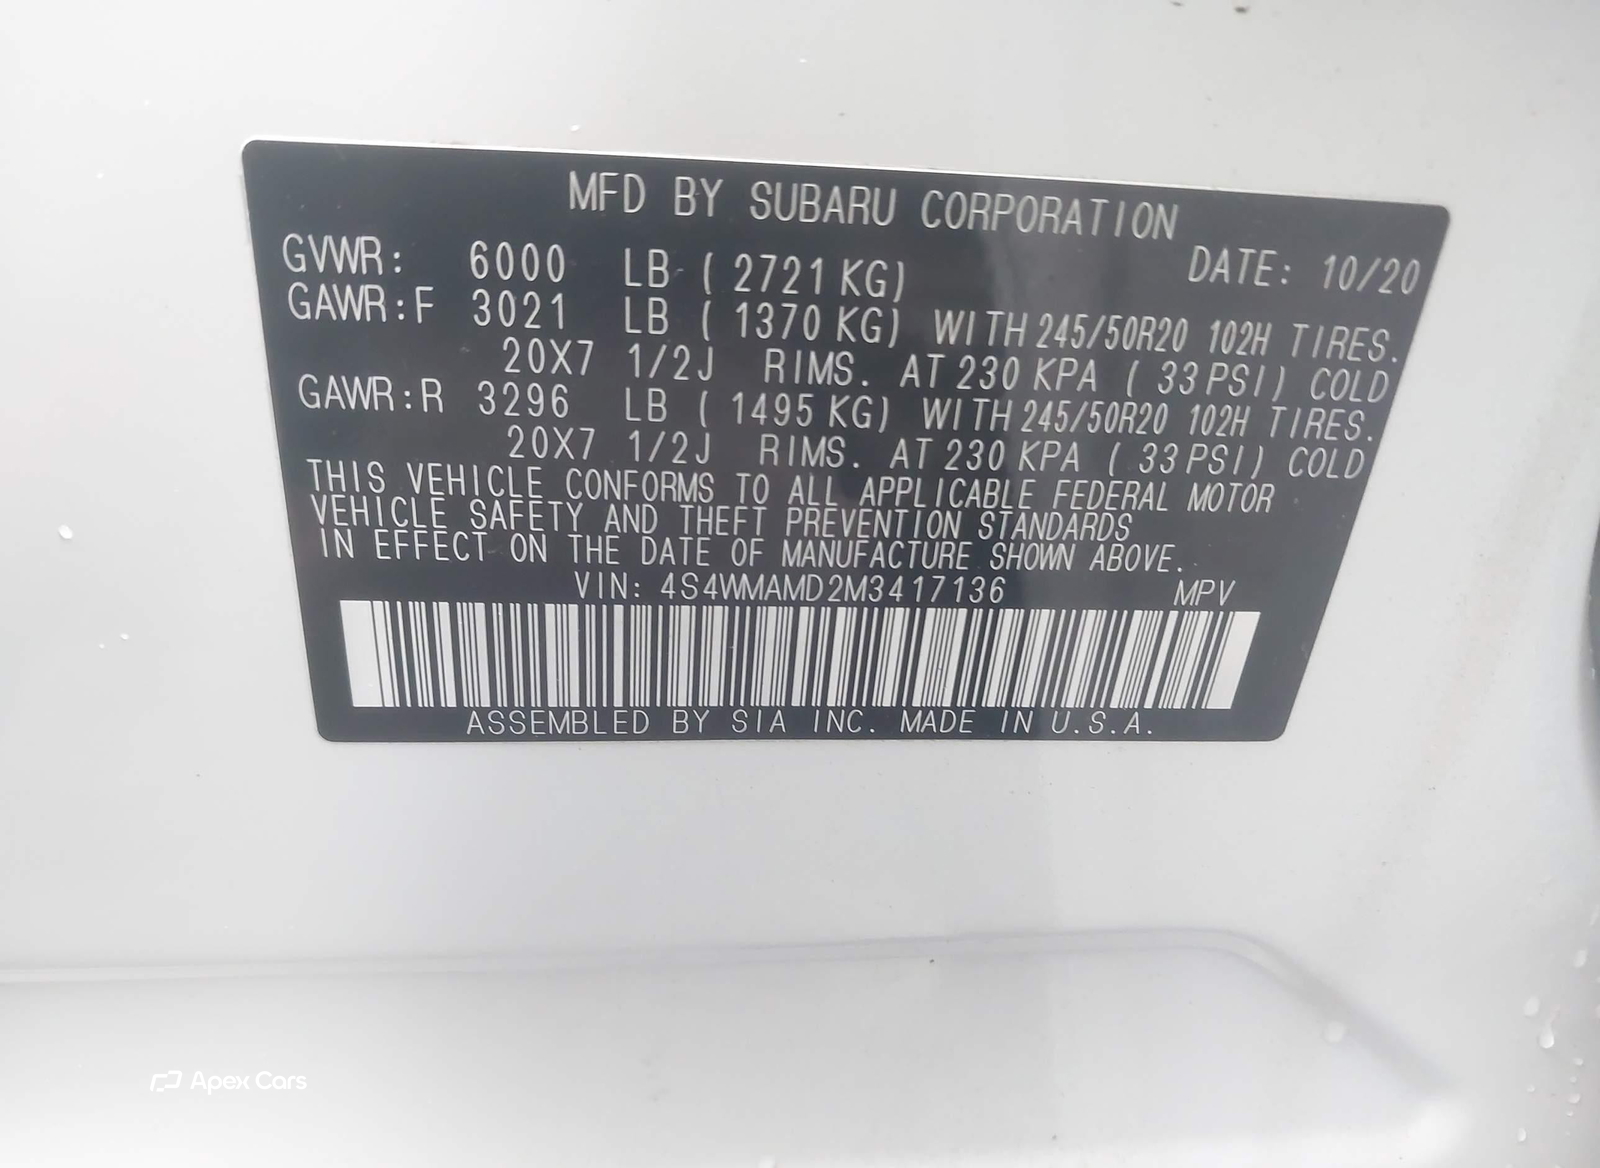 MFD BY SUBARU CORPORATION
GVWR: 6000 LB ( 2721 KG) DATE: 10/20
GAWR:F 3021 LB ( 1370 KG) WITH 245/50R20 102H TIRES.
20X7 1/2J RIMS. AT 230 KPA ( 33 PSI) COLD
GAWR:R 3296 LB ( 1495 KG) WITH 245/50R20 102H TIRES.
20X7 1/2J RIMS. AT 230 KPA ( 33 PSI) COLD
THIS VEHICLE CONFORMS TO ALL APPLICABLE FEDERAL MOTOR
VEHICLE SAFETY AND THEFT PREVENTION STANDARDS
IN EFFECT ON THE DATE OF MANUFACTURE SHOWN ABOVE.
VIN: 4S4WMAMD2M3417136 MPV
ASSEMBLED BY SIA INC. MADE IN U.S.A.
Apex Cars